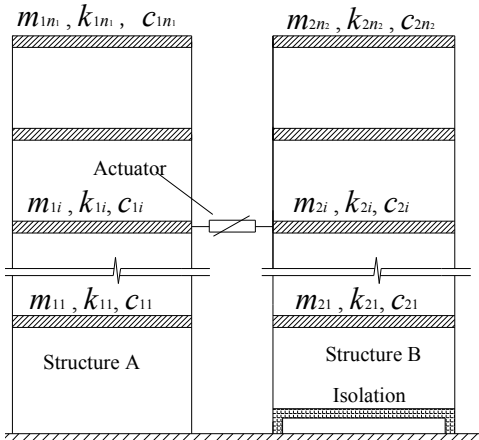 m1n1 , k1n1 , c1n1 m2n2 , k2n2 , c2n2
Actuator
m1i , k1i, c1i m2i , k2i, c2i
m11 , k11, c11 m21 , k21, c21
Structure A Structure B
Isolation